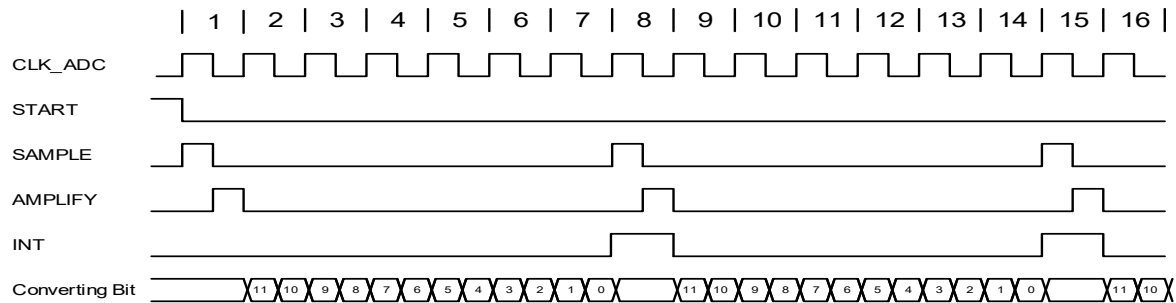 1 2 3 4 5 6 7 8 9 10 11 12 13 14 15 16
CLK_ADC
START
SAMPLE
AMPLIFY
INT
Converting Bit 11 10 9 8 7 6 5 4 3 2 1 0 11 10 9 8 7 6 5 4 3 2 1 0 11 10